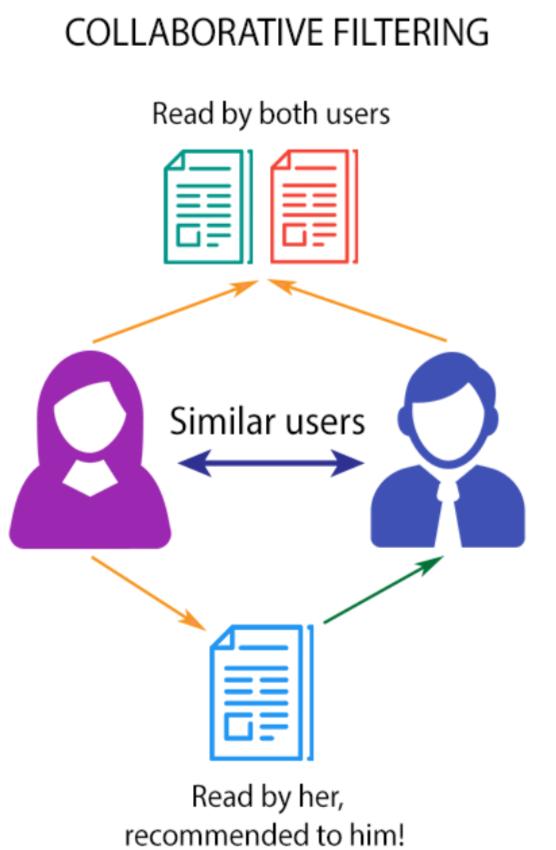 COLLABORATIVE FILTERING
Read by both users
Similar users
Read by her,
recommended to him!